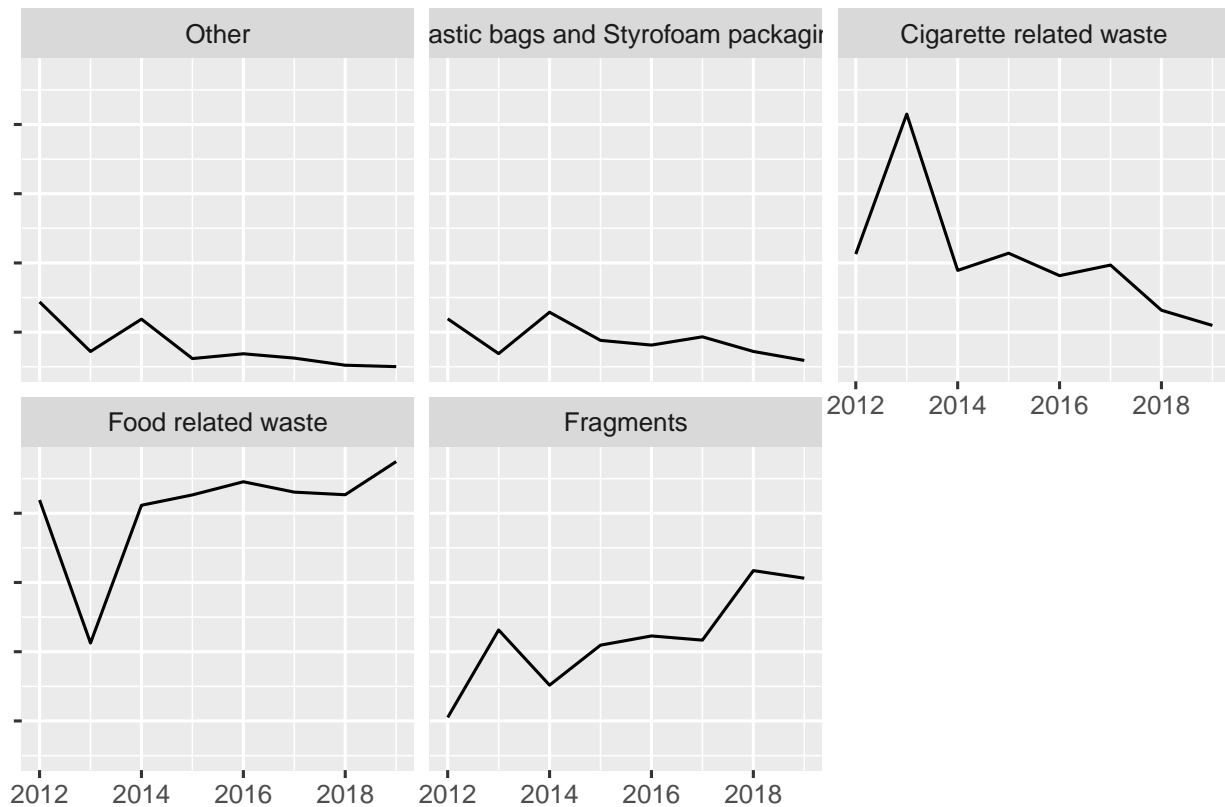 Other
astic bags and Styrofoam packagin
Cigarette related waste
2012 2014 2016 2018
Food related waste
Fragments
2012 2014 2016 2018
2012 2014 2016 2018